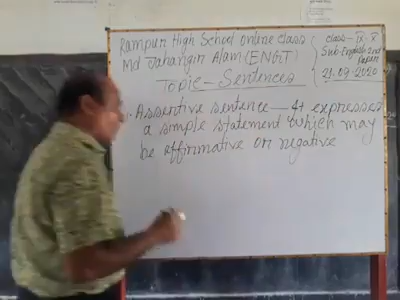 Rampur High School online class
Md Jahangir Alam (ENGT)
class - IX, X
Sub-English 2nd
Paper
21.09.2020
Topic - Sentences
Assertive sentence - It expresses
a simple statement which may
be affirmative or negative